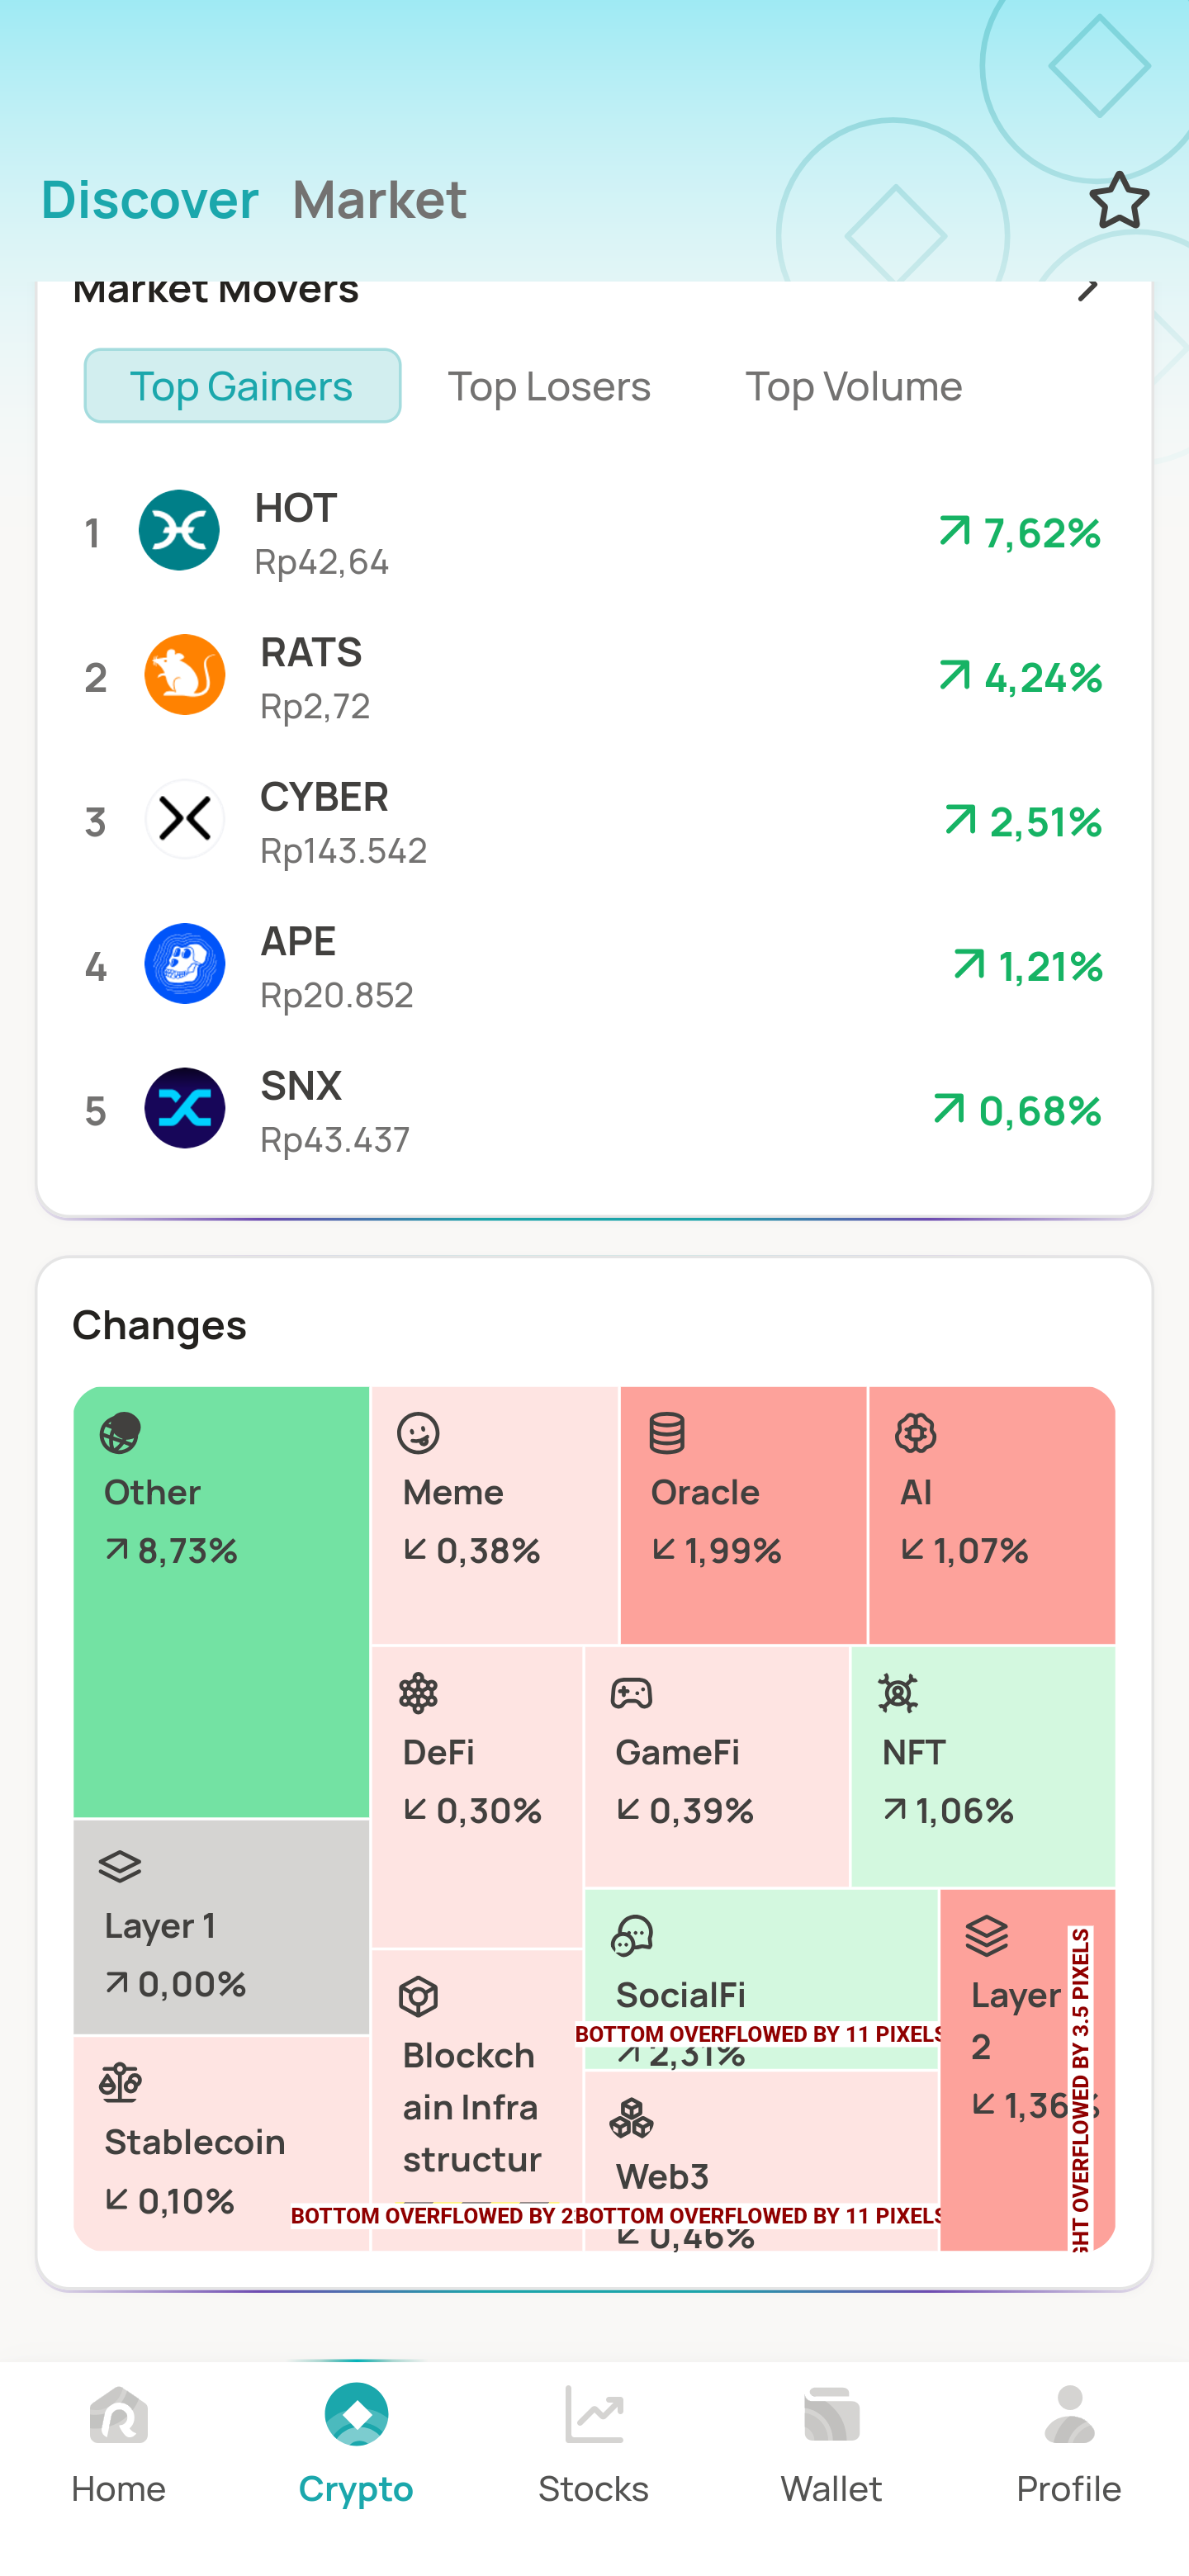 Discover Market
Market Movers
Top Gainers Top Losers Top Volume
1 HOT 7,62%
Rp42,64
2 RATS 4,24%
Rp2,72
3 CYBER 2,51%
Rp143.542
4 APE 1,21%
Rp20.852
5 SNX 0,68%
Rp43.437
Changes
Other
8,73%
Meme
0,38%
Oracle
1,99%
AI
1,07%
DeFi
0,30%
GameFi
0,39%
NFT
1,06%
Layer 1
0,00%
SocialFi
BOTTOM OVERFLOWED BY 11 PIXELS
2,31%
Layer
2
1,36
OVERFLOWED BY 3.5 PIXELS
Stablecoin
0,10%
Blockch
ain Infra
structur
BOTTOM OVERFLOWED BY
Web3
BOTTOM OVERFLOWED BY 11 PIXELS
0,46%
Home Crypto Stocks Wallet Profile